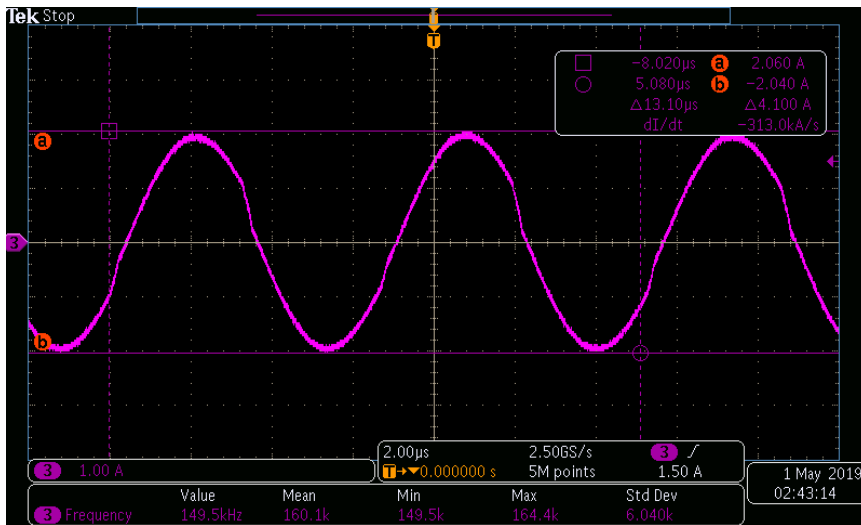 Tek Stop
T
−8.020µs a 2.060 A
5.080µs b −2.040 A
Δ13.10µs Δ4.100 A
dI/dt −313.0kA/s
a
3
b
3 1.00 A
2.00µs 2.50GS/s 3
T→▼0.000000 s 5M points 1.50 A
1 May 2019
02:43:14
Value Mean Min Max Std Dev
3 Frequency 149.5kHz 160.1k 149.5k 164.4k 6.040k